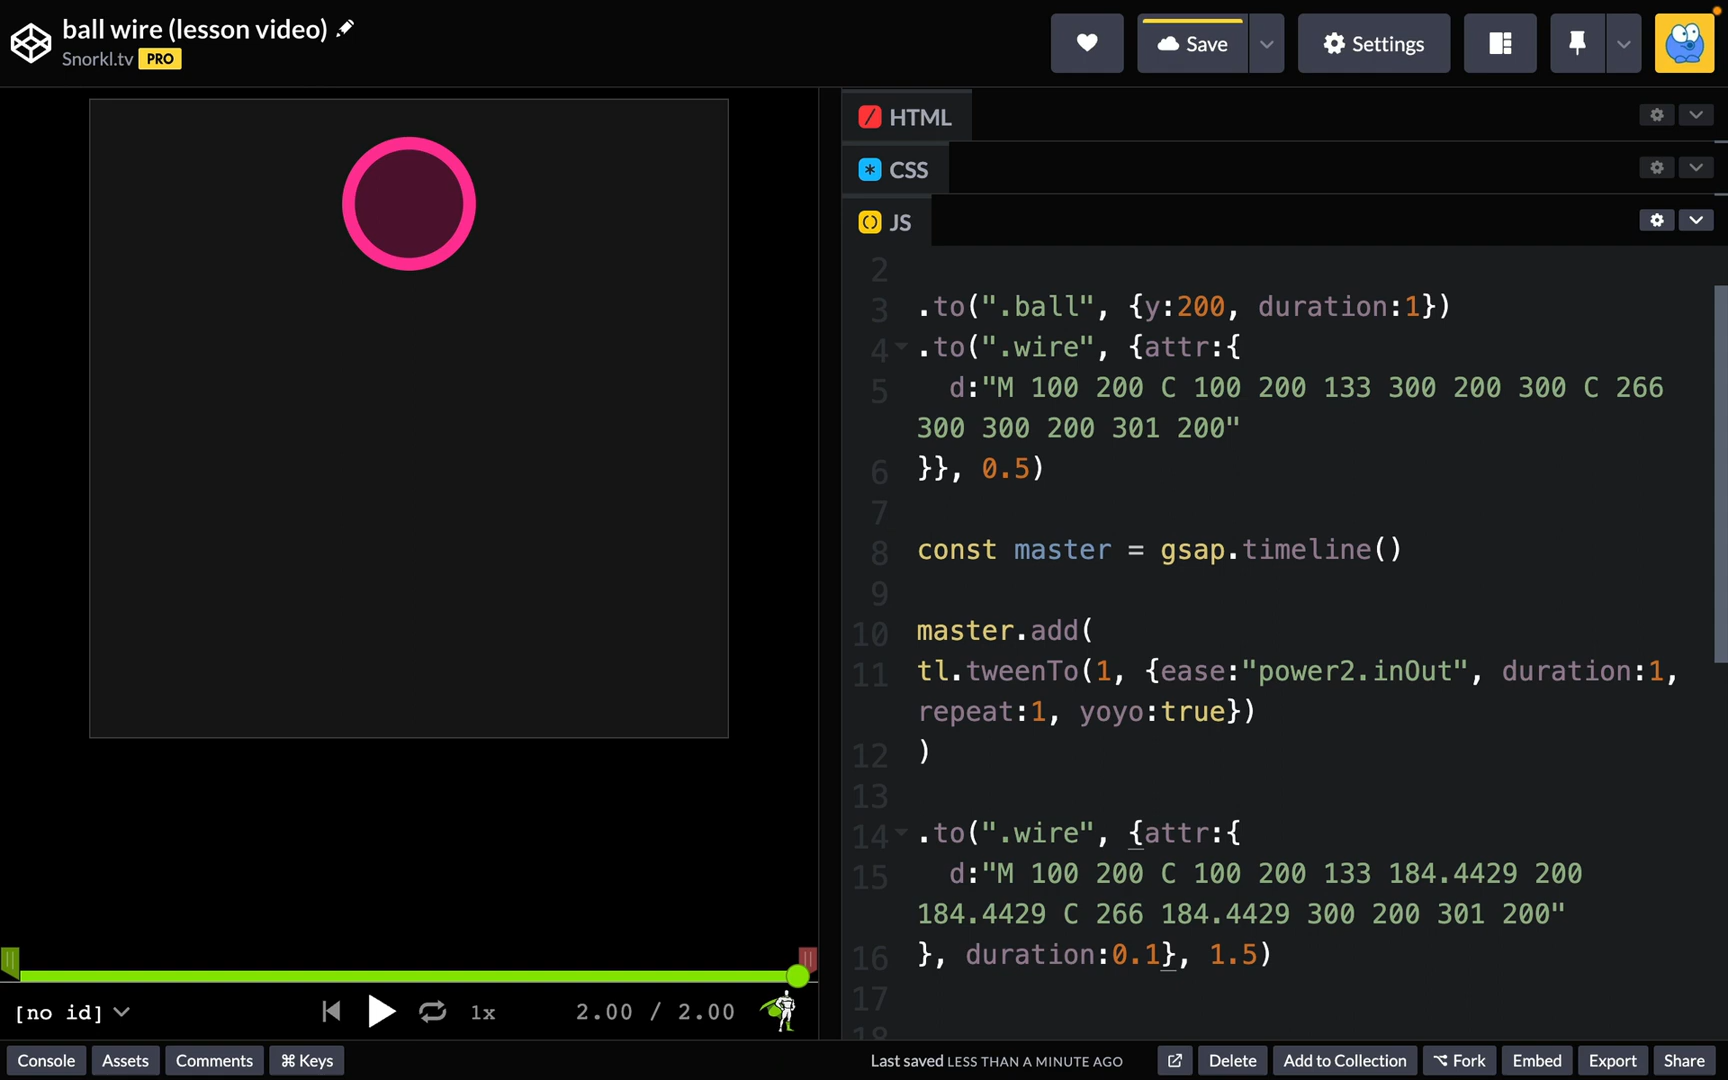 ball wire (lesson video)
Snorkl.tv PRO
Save
Settings
HTML
CSS
JS
2
3 .to(".ball", {y:200, duration:1})
4 .to(".wire", {attr:{
5 d:"M 100 200 C 100 200 133 300 200 300 C 266
300 300 200 301 200"
6 }}, 0.5)
7
8 const master = gsap.timeline()
9
10 master.add(
11 tl.tweenTo(1, {ease:"power2.inOut", duration:1,
repeat:1, yoyo:true})
12 )
13
14 .to(".wire", {attr:{
15 d:"M 100 200 C 100 200 133 184.4429 200
184.4429 C 266 184.4429 300 200 301 200"
16 }, duration:0.1}, 1.5)
17
18
[no id] 1x 2.00 / 2.00
Console Assets Comments ⌘ Keys Last saved LESS THAN A MINUTE AGO Delete Add to Collection ⌥ Fork Embed Export Share